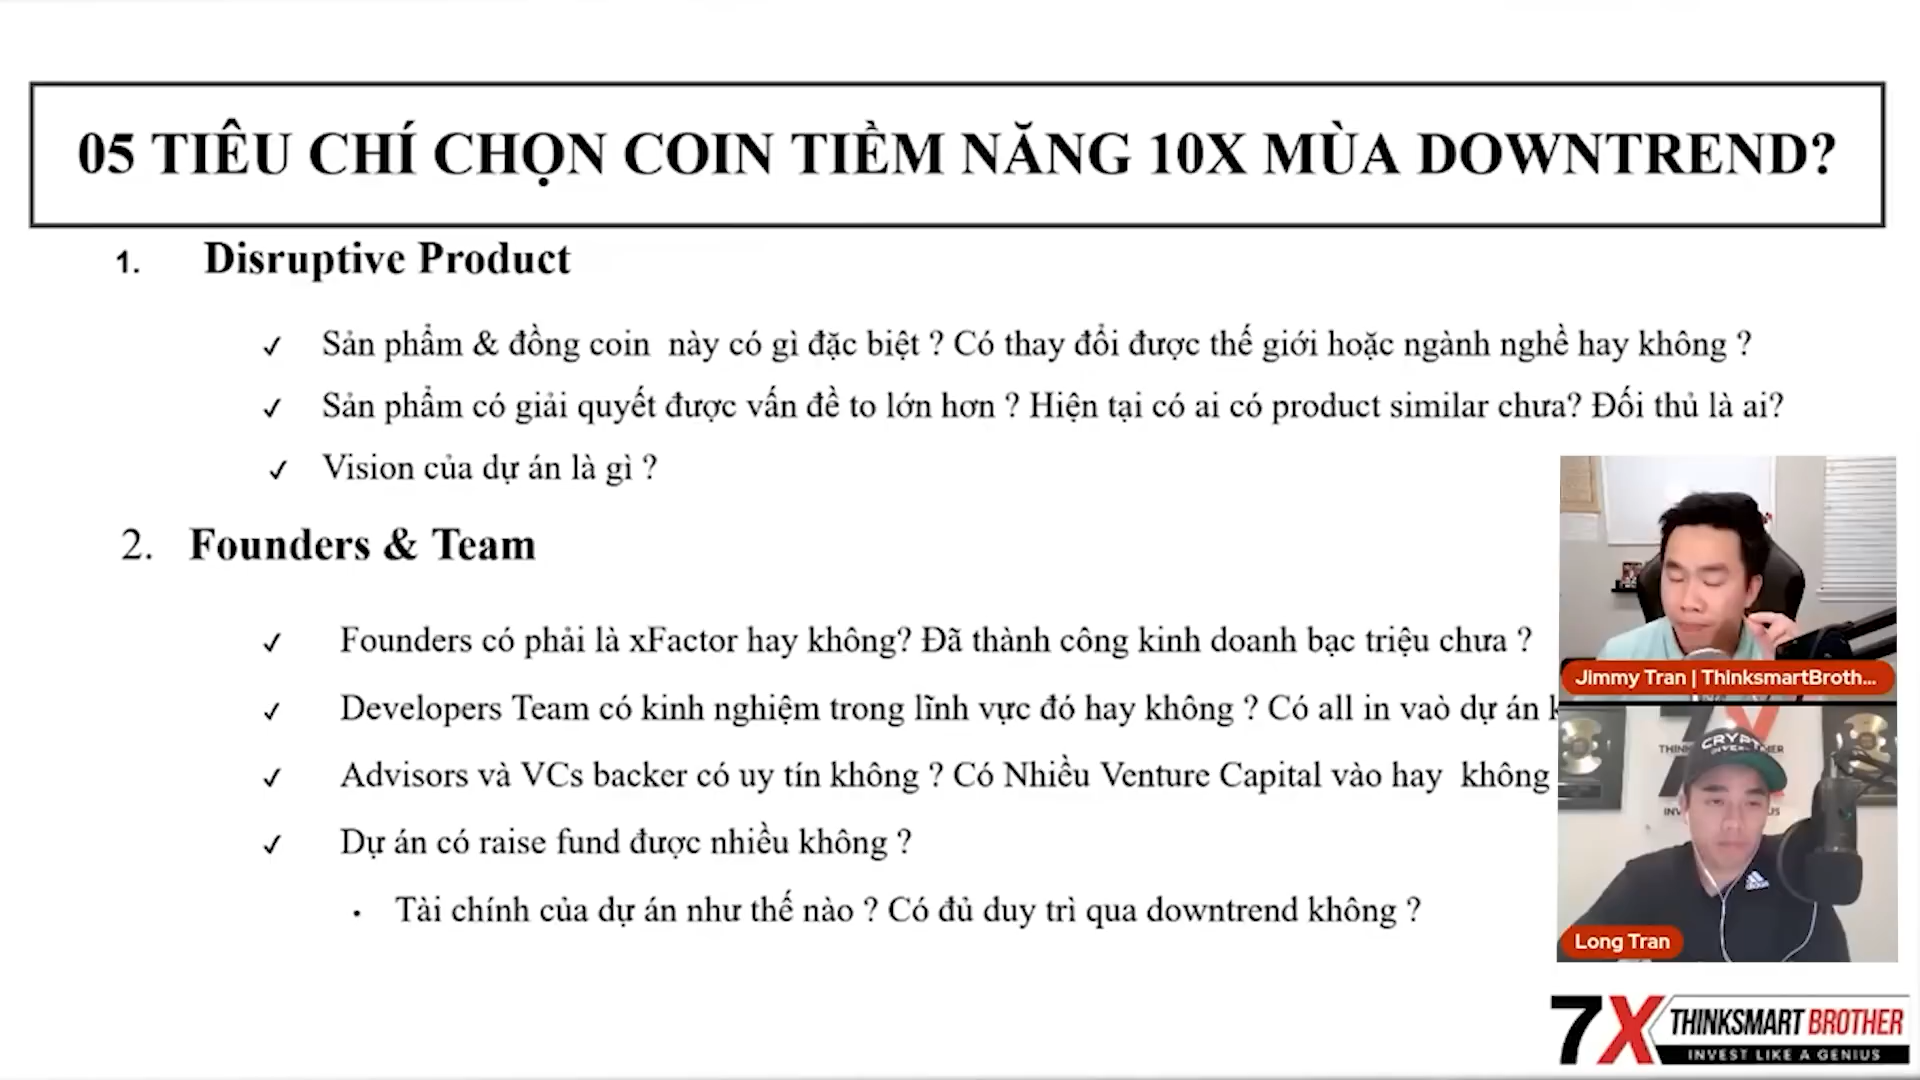 05 TIÊU CHÍ CHỌN COIN TIỀM NĂNG 10X MÙA DOWNTREND?
1. Disruptive Product
✓ Sản phẩm & đồng coin này có gì đặc biệt ? Có thay đổi được thế giới hoặc ngành nghề hay không ?
✓ Sản phẩm có giải quyết được vấn đề to lớn hơn ? Hiện tại có ai có product similar chưa? Đối thủ là ai?
✓ Vision của dự án là gì ?
2. Founders & Team
✓ Founders có phải là xFactor hay không? Đã thành công kinh doanh bạc triệu chưa ?
✓ Developers Team có kinh nghiệm trong lĩnh vực đó hay không ? Có all in vaò dự án
✓ Advisors và VCs backer có uy tín không ? Có Nhiều Venture Capital vào hay không
✓ Dự án có raise fund được nhiều không ?
• Tài chính của dự án như thế nào ? Có đủ duy trì qua downtrend không ?
Jimmy Tran | ThinksmartBroth...
Long Tran
7X THINKSMART BROTHER
INVEST LIKE A GENIUS